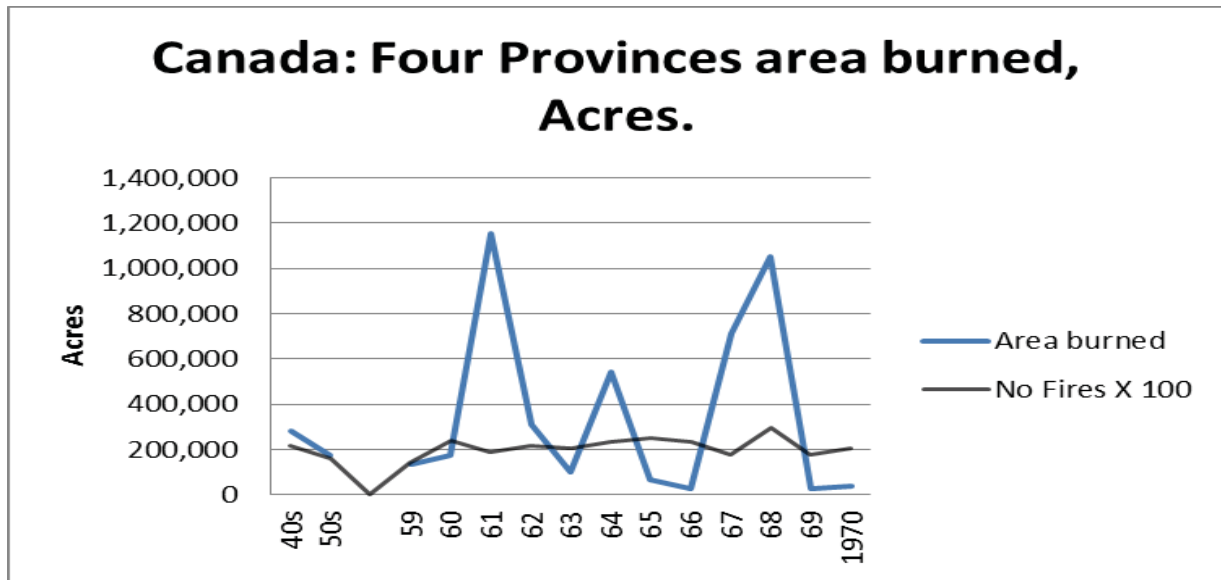 Canada: Four Provinces area burned,
Acres.
1,400,000
1,200,000
1,000,000
800,000
600,000
400,000
200,000
0
Acres
40s
50s
59
60
61
62
63
64
65
66
67
68
69
1970
Area burned
No Fires X 100